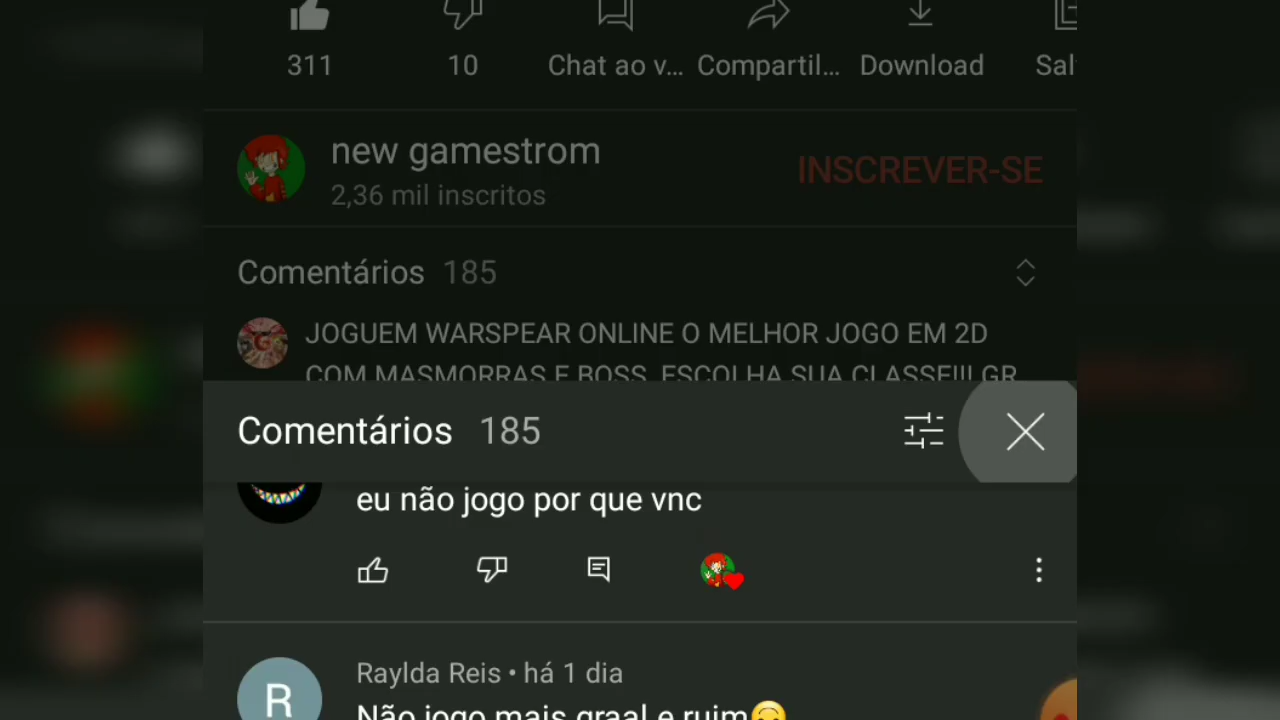 311
10
Chat ao v...
Compartil...
Download
Sal
new gamestrom
2,36 mil inscritos
INSCREVER-SE
Comentários 185
JOGUEM WARSPEAR ONLINE O MELHOR JOGO EM 2D
COM MASMORRAS E BOSS, ESCOLHA SUA CLASSE!!! GR
Comentários 185
eu não jogo por que vnc
R
Raylda Reis • há 1 dia
Não jogo mais graal e ruim🙃